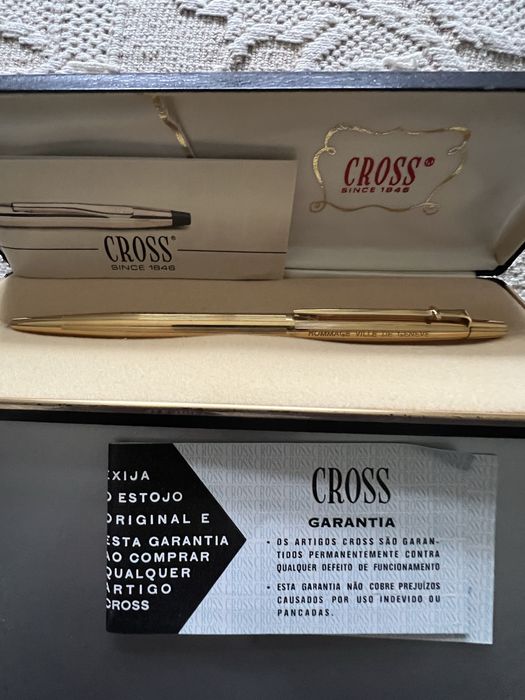 CROSS®
SINCE 1846
CROSS®
SINCE 1846
HOMMAGE VILLE DE GENEVE
EXIJA
O ESTOJO
ORIGINAL E
ESTA GARANTIA
AO COMPRAR
QUALQUER
ARTIGO
CROSS
CROSS
GARANTIA
• OS ARTIGOS CROSS SÃO GARAN-
TIDOS PERMANENTEMENTE CONTRA
QUALQUER DEFEITO DE FUNCIONAMENTO
• ESTA GARANTIA NÃO COBRE PREJUÍZOS
CAUSADOS POR USO INDEVIDO OU
PANCADAS.